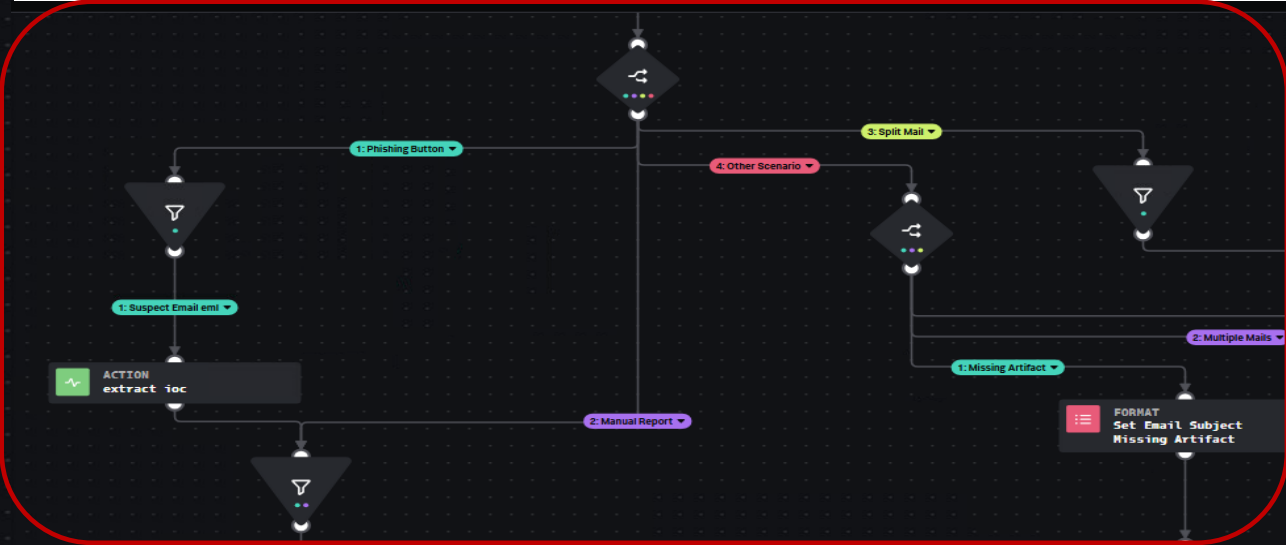 3: Split Mail
1: Phishing Button
4: Other Scenario
1: Suspect Email eml
2: Multiple Mails
1: Missing Artifact
ACTION
extract ioc
FORMAT
Set Email Subject
Missing Artifact
2: Manual Report